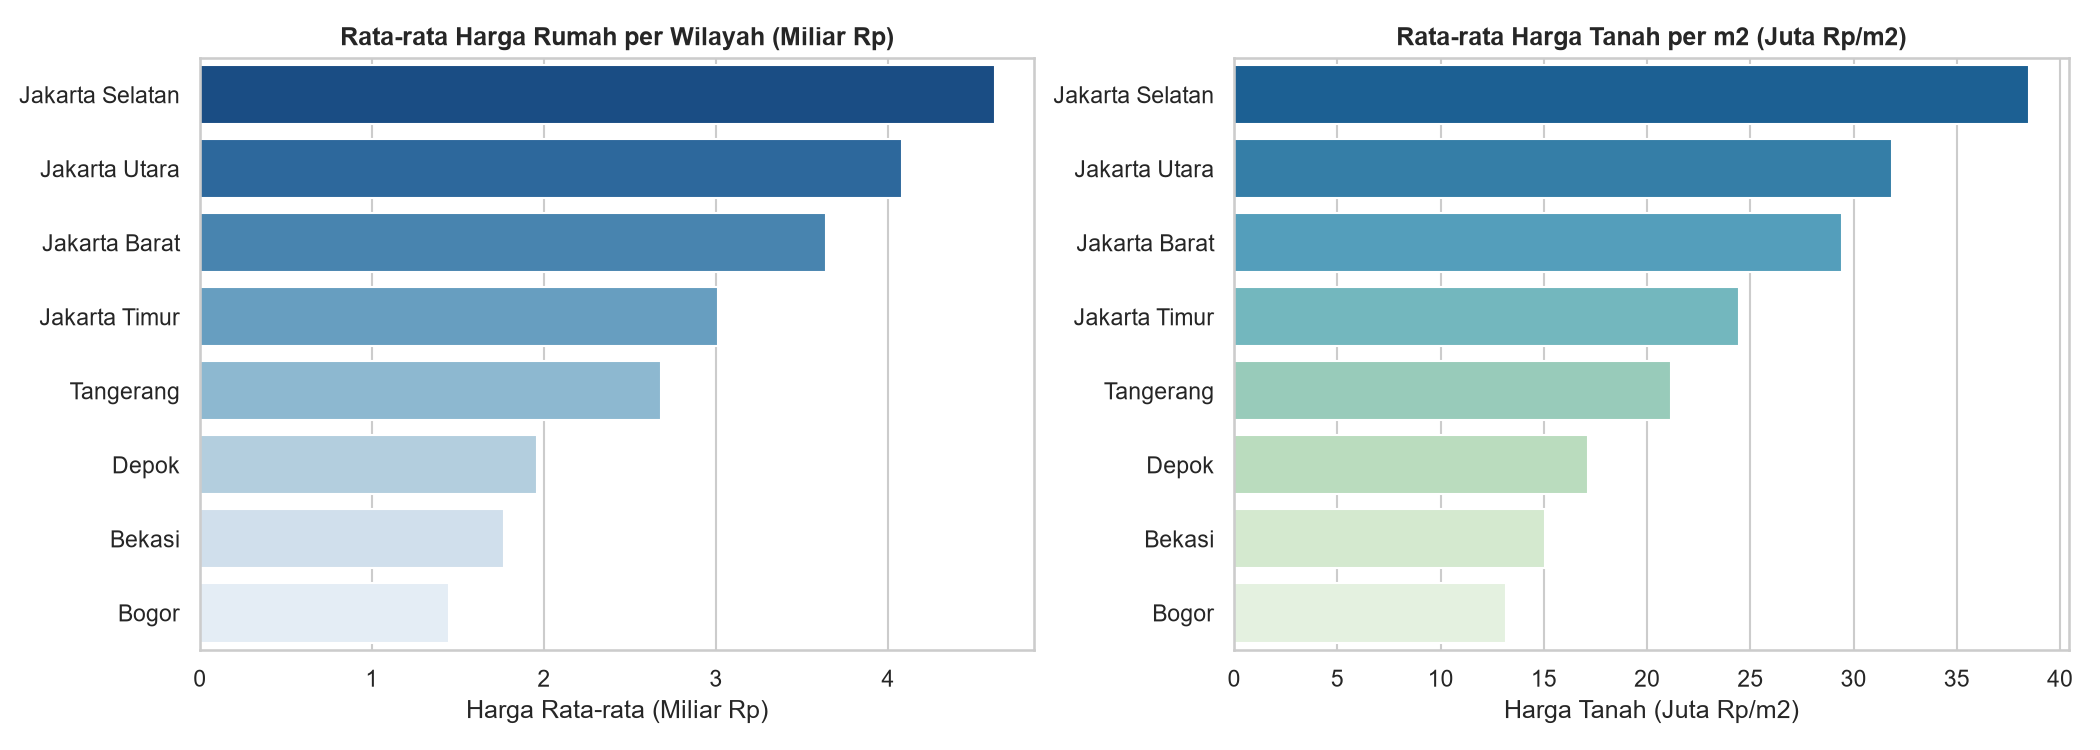 Rata-rata Harga Rumah per Wilayah (Miliar Rp)
Jakarta Selatan
Jakarta Utara
Jakarta Barat
Jakarta Timur
Tangerang
Depok
Bekasi
Bogor
0 1 2 3 4
Harga Rata-rata (Miliar Rp)
Rata-rata Harga Tanah per m2 (Juta Rp/m2)
Jakarta Selatan
Jakarta Utara
Jakarta Barat
Jakarta Timur
Tangerang
Depok
Bekasi
Bogor
0 5 10 15 20 25 30 35 40
Harga Tanah (Juta Rp/m2)